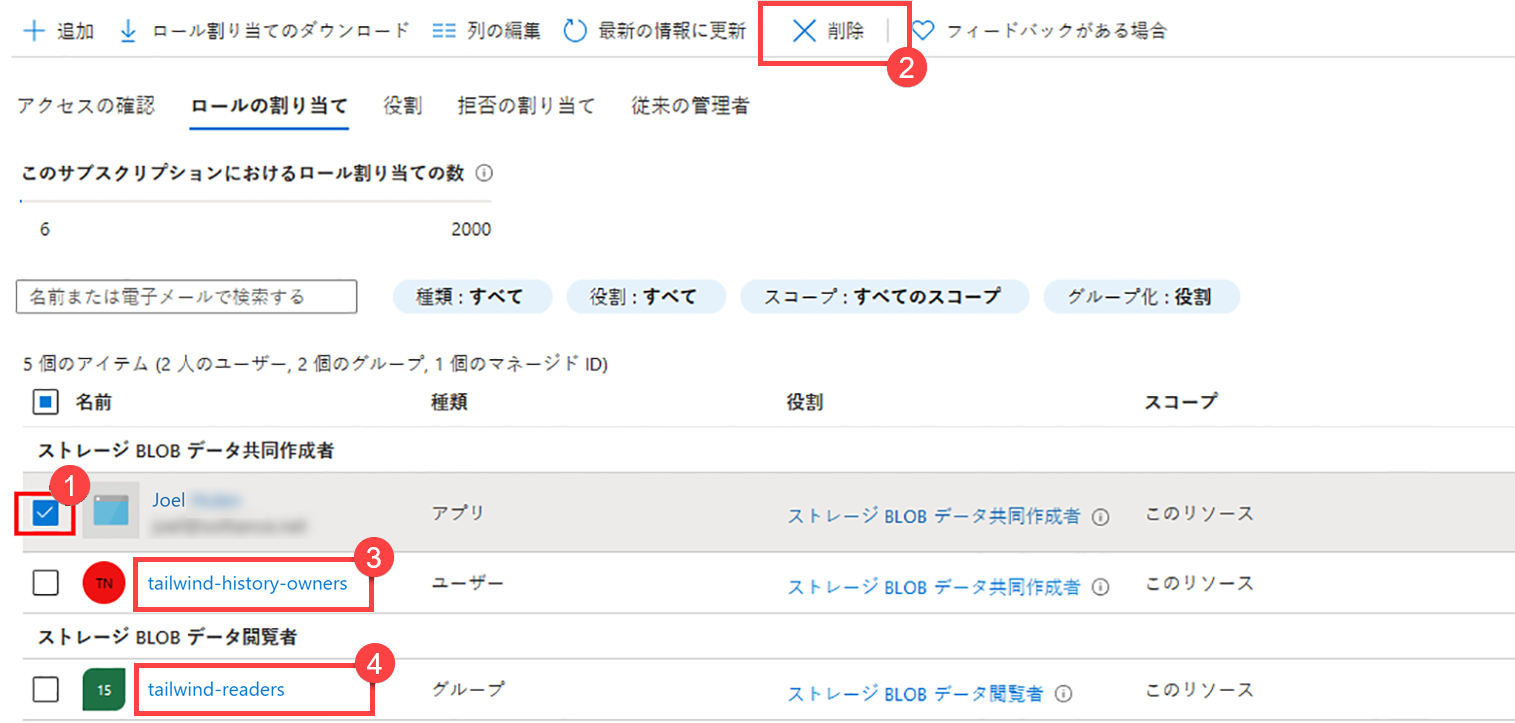 追加 ロール割り当てのダウンロード 列の編集 最新の情報に更新 削除 フィードバックがある場合
2
アクセスの確認 ロールの割り当て 役割 拒否の割り当て 従来の管理者
このサブスクリプションにおけるロール割り当ての数
6 2000
名前または電子メールで検索する 種類 : すべて 役割 : すべて スコープ : すべてのスコープ グループ化 : 役割
5 個のアイテム (2 人のユーザー, 2 個のグループ, 1 個のマネージド ID)
名前 種類 役割 スコープ
ストレージ BLOB データ共同作成者
1
Joel アプリ ストレージ BLOB データ共同作成者 このリソース
3
TN tailwind-history-owners ユーザー ストレージ BLOB データ共同作成者 このリソース
ストレージ BLOB データ閲覧者
4
15 tailwind-readers グループ ストレージ BLOB データ閲覧者 このリソース